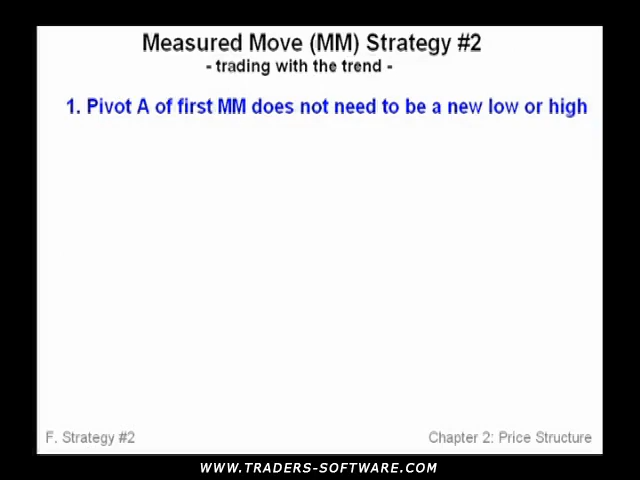 Measured Move (MM) Strategy #2
- trading with the trend -
1. Pivot A of first MM does not need to be a new low or high
F. Strategy #2
Chapter 2: Price Structure
WWW.TRADERS-SOFTWARE.COM